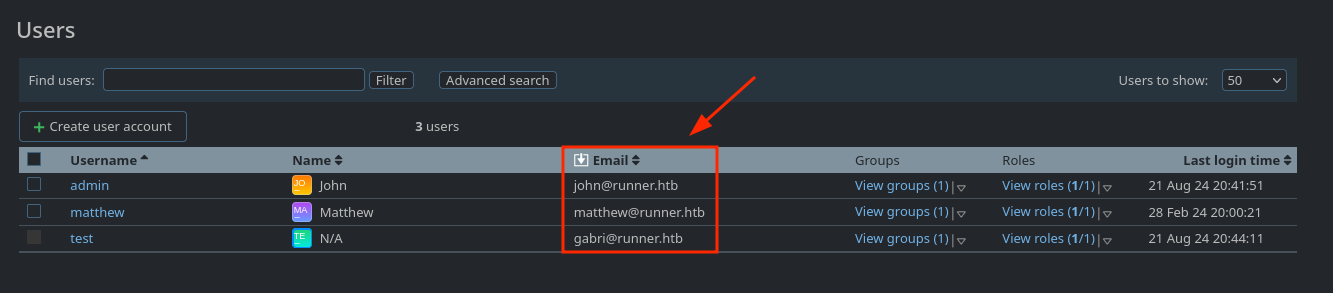 Users
Find users: Filter Advanced search Users to show: 50
+ Create user account 3 users
Username Name Email Groups Roles Last login time
admin JO John john@runner.htb View groups (1) View roles (1/1) 21 Aug 24 20:41:51
matthew MA Matthew matthew@runner.htb View groups (1) View roles (1/1) 28 Feb 24 20:00:21
test TE N/A gabri@runner.htb View groups (1) View roles (1/1) 21 Aug 24 20:44:11